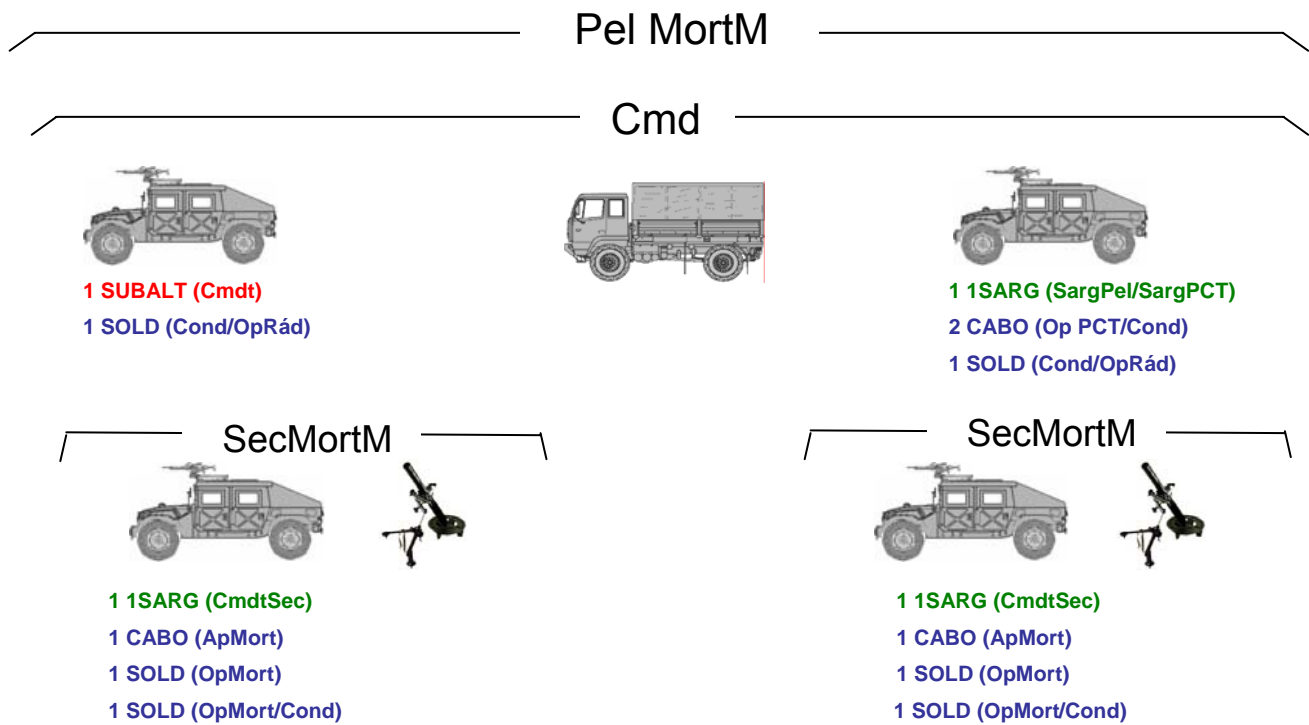 Pel MortM
Cmd
1 SUBALT (Cmdt)
1 SOLD (Cond/OpRád)
1 1SARG (SargPel/SargPCT)
2 CABO (Op PCT/Cond)
1 SOLD (Cond/OpRád)
SecMortM
1 1SARG (CmdtSec)
1 CABO (ApMort)
1 SOLD (OpMort)
1 SOLD (OpMort/Cond)
SecMortM
1 1SARG (CmdtSec)
1 CABO (ApMort)
1 SOLD (OpMort)
1 SOLD (OpMort/Cond)